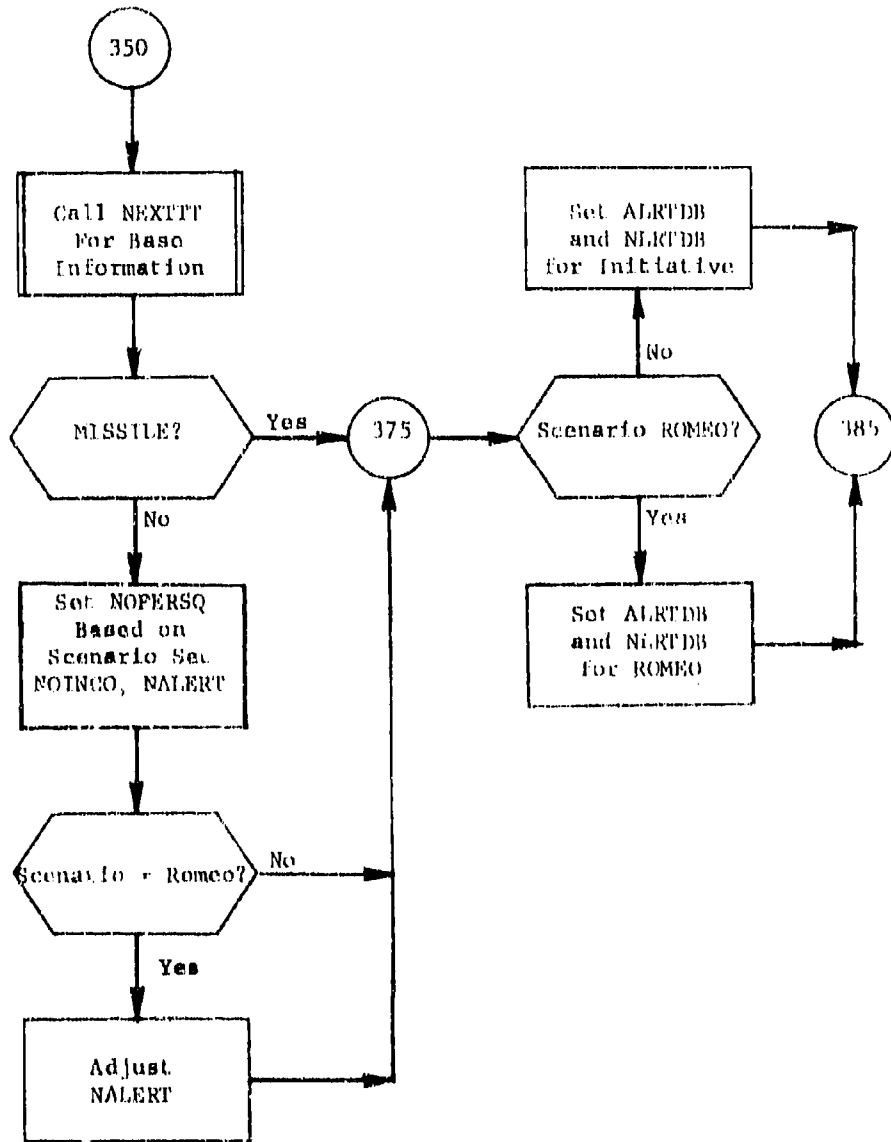 350
Call NEXTTT
For Base
Information
MISSILE?
Yes
No
Set NOPERSQ
Based on
Scenario Set
NOINCO, NALERT
Scenario = Romeo?
No
Yes
Adjust
NALERT
375
Scenario ROMEO?
No
Set ALRTDB
and NLRTDB
for Initiative
Yes
Set ALRTDB
and NLRTDB
for ROMEO
385